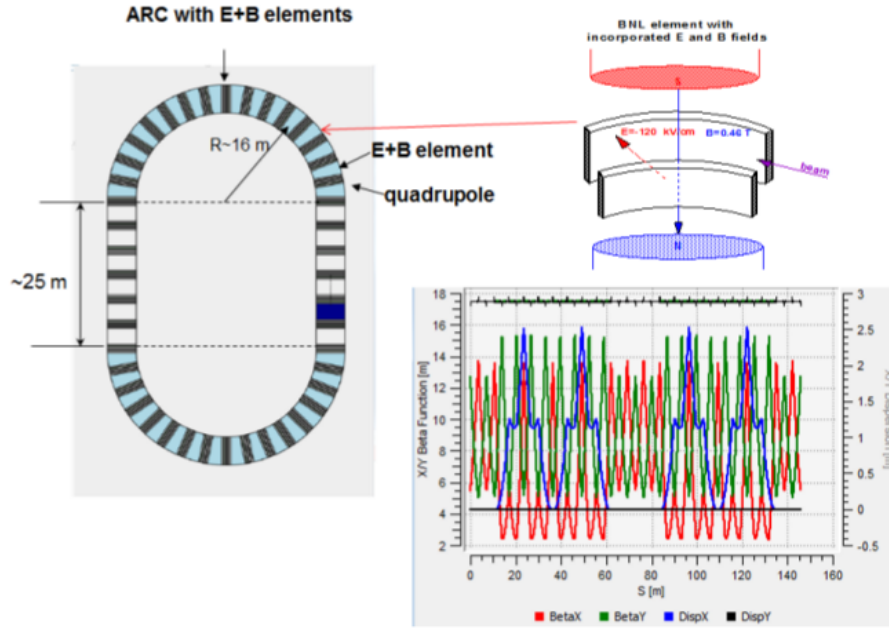 ARC with E+B elements
R~16 m
E+B element
quadrupole
~25 m
BNL element with
incorporated E and B fields
S
E=-120 kV/cm B=0.46 T
beam
N
18
16
14
12
10
8
6
4
2
X/Y Beta Function [m]
3
2.5
2
1.5
1
0.5
0
-0.5
X/Y Dispersion [m]
0 20 40 60 80 100 120 140 160
S [m]
BetaX BetaY DispX DispY